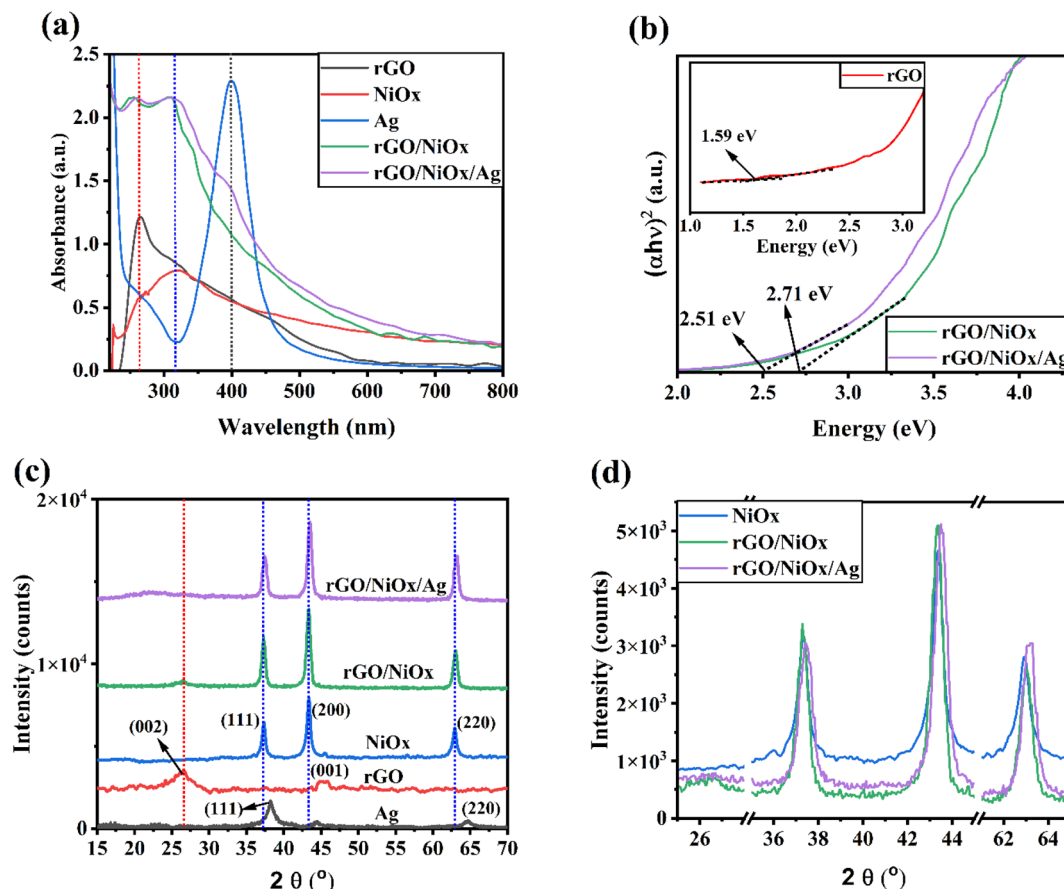 (a)
2.5
2.0
1.5
1.0
0.5
0.0
Absorbance (a.u.)
300 400 500 600 700 800
Wavelength (nm)
rGO
NiOx
Ag
rGO/NiOx
rGO/NiOx/Ag
(b)
(αhν)² (a.u.)
rGO
1.59 eV
1.0 1.5 2.0 2.5 3.0
Energy (eV)
2.71 eV
2.51 eV
rGO/NiOx
rGO/NiOx/Ag
2.0 2.5 3.0 3.5 4.0
Energy (eV)
(c)
2×10⁴
1×10⁴
0
Intensity (counts)
rGO/NiOx/Ag
rGO/NiOx
(002)
(111)
(200)
(220)
NiOx
(001)
rGO
(111)
(220)
Ag
15 20 25 30 35 40 45 50 55 60 65 70
2 θ (°)
(d)
5×10³
3×10³
2×10³
1×10³
0
Intensity (counts)
NiOx
rGO/NiOx
rGO/NiOx/Ag
26 36 38 42 44 62 64
2 θ (°)